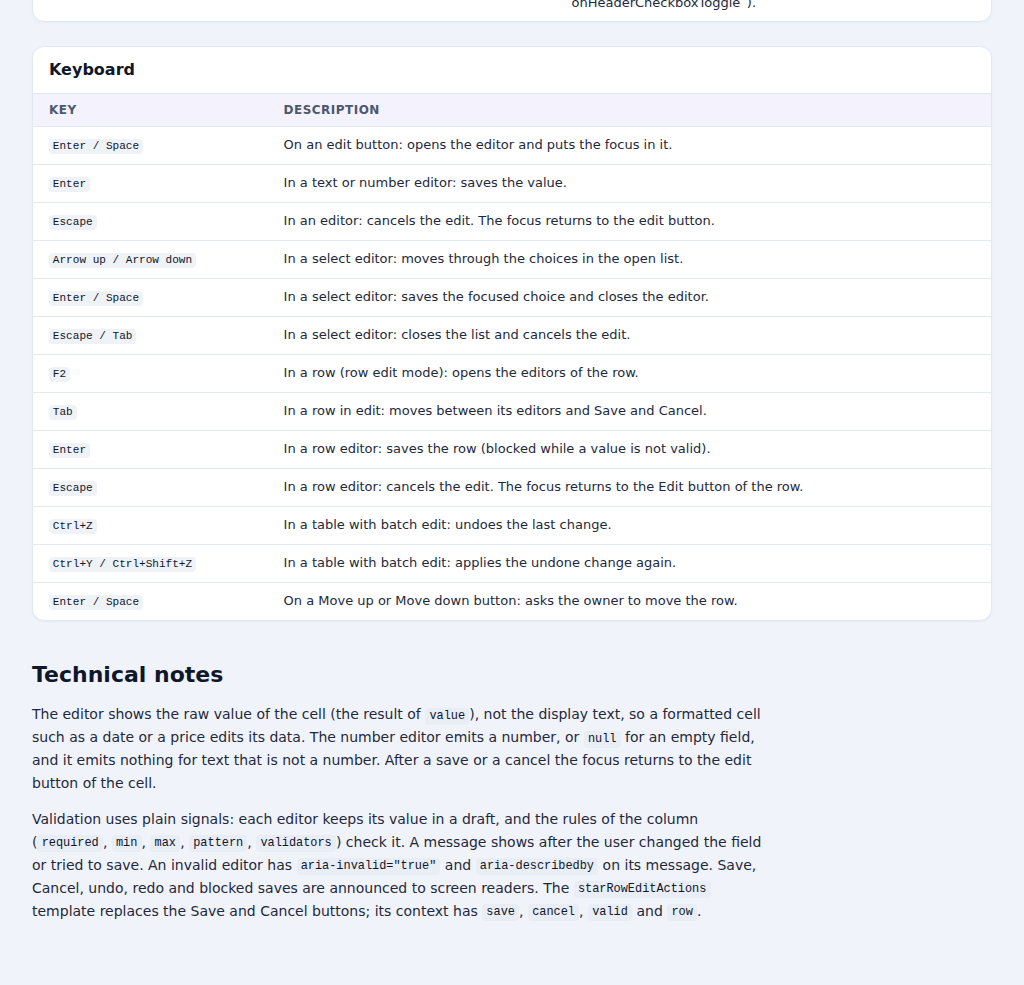 onHeaderCheckboxToggle ).
Keyboard
KEY DESCRIPTION
Enter / Space On an edit button: opens the editor and puts the focus in it.
Enter In a text or number editor: saves the value.
Escape In an editor: cancels the edit. The focus returns to the edit button.
Arrow up / Arrow down In a select editor: moves through the choices in the open list.
Enter / Space In a select editor: saves the focused choice and closes the editor.
Escape / Tab In a select editor: closes the list and cancels the edit.
F2 In a row (row edit mode): opens the editors of the row.
Tab In a row in edit: moves between its editors and Save and Cancel.
Enter In a row editor: saves the row (blocked while a value is not valid).
Escape In a row editor: cancels the edit. The focus returns to the Edit button of the row.
Ctrl+Z In a table with batch edit: undoes the last change.
Ctrl+Y / Ctrl+Shift+Z In a table with batch edit: applies the undone change again.
Enter / Space On a Move up or Move down button: asks the owner to move the row.
Technical notes
The editor shows the raw value of the cell (the result of value ), not the display text, so a formatted cell
such as a date or a price edits its data. The number editor emits a number, or null for an empty field,
and it emits nothing for text that is not a number. After a save or a cancel the focus returns to the edit
button of the cell.
Validation uses plain signals: each editor keeps its value in a draft, and the rules of the column
( required , min , max , pattern , validators ) check it. A message shows after the user changed the field
or tried to save. An invalid editor has aria-invalid="true" and aria-describedby on its message. Save,
Cancel, undo, redo and blocked saves are announced to screen readers. The starRowEditActions
template replaces the Save and Cancel buttons; its context has save , cancel , valid and row .